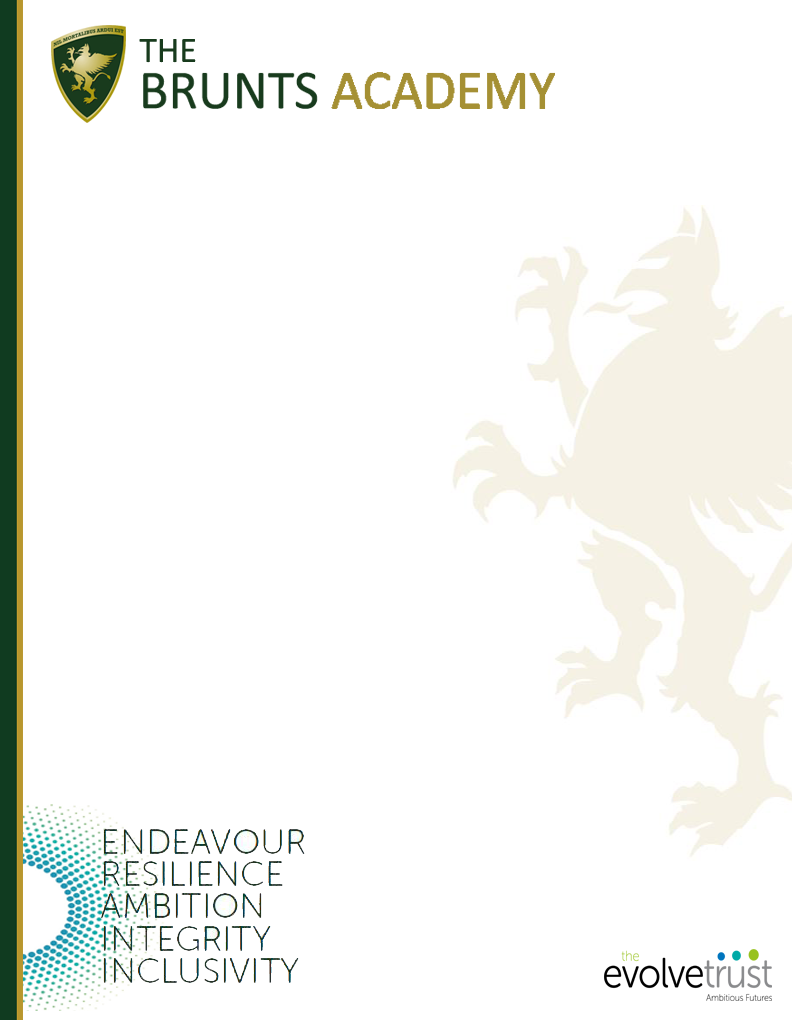 NIL MORTALIBUS ARDUI EST
THE
BRUNTS ACADEMY
ENDEAVOUR
RESILIENCE
AMBITION
INTEGRITY
INCLUSIVITY
the
evolvetrust
Ambitious Futures